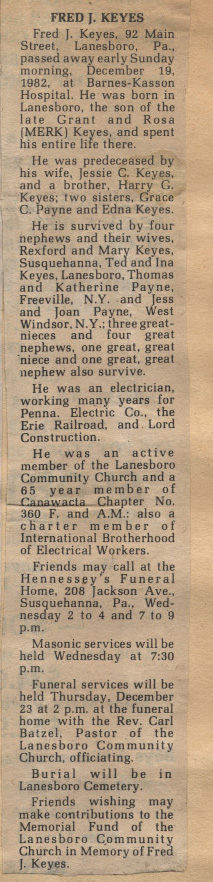 FRED J. KEYES
Fred J. Keyes, 92 Main
Street, Lanesboro, Pa.,
passed away early Sunday
morning, December 19,
1982, at Barnes-Kasson
Hospital. He was born in
Lanesboro, the son of the
late Grant and Rosa
(MERK) Keyes, and spent
his entire life there.
He was predeceased by
his wife, Jessie C. Keyes,
and a brother, Harry G.
Keyes; two sisters, Grace
C. Payne and Edna Keyes.
He is survived by four
nephews and their wives,
Rexford and Mary Keyes,
Susquehanna, Ted and Ina
Keyes, Lanesboro, Thomas
and Katherine Payne,
Freeville, N.Y. and Jess
and Joan Payne, West
Windsor, N.Y.; three great-
nieces and four great
nephews, one great, great
niece and one great, great
nephew also survive.
He was an electrician,
working many years for
Penna. Electric Co., the
Erie Railroad, and Lord
Construction.
He was an active
member of the Lanesboro
Community Church and a
65 year member of
Canawacta Chapter No.
360 F. and A.M.: also a
charter member of
International Brotherhood
of Electrical Workers.
Friends may call at the
Hennessey's Funeral
Home, 208 Jackson Ave.,
Susquehanna, Pa., Wed-
nesday 2 to 4 and 7 to 9
p.m.
Masonic services will be
held Wednesday at 7:30
p.m.
Funeral services will be
held Thursday, December
23 at 2 p.m. at the funeral
home with the Rev. Carl
Batzel, Pastor of the
Lanesboro Community
Church, officiating.
Burial will be in
Lanesboro Cemetery.
Friends wishing may
make contributions to the
Memorial Fund of the
Lanesboro Community
Church in Memory of Fred
J. Keyes.